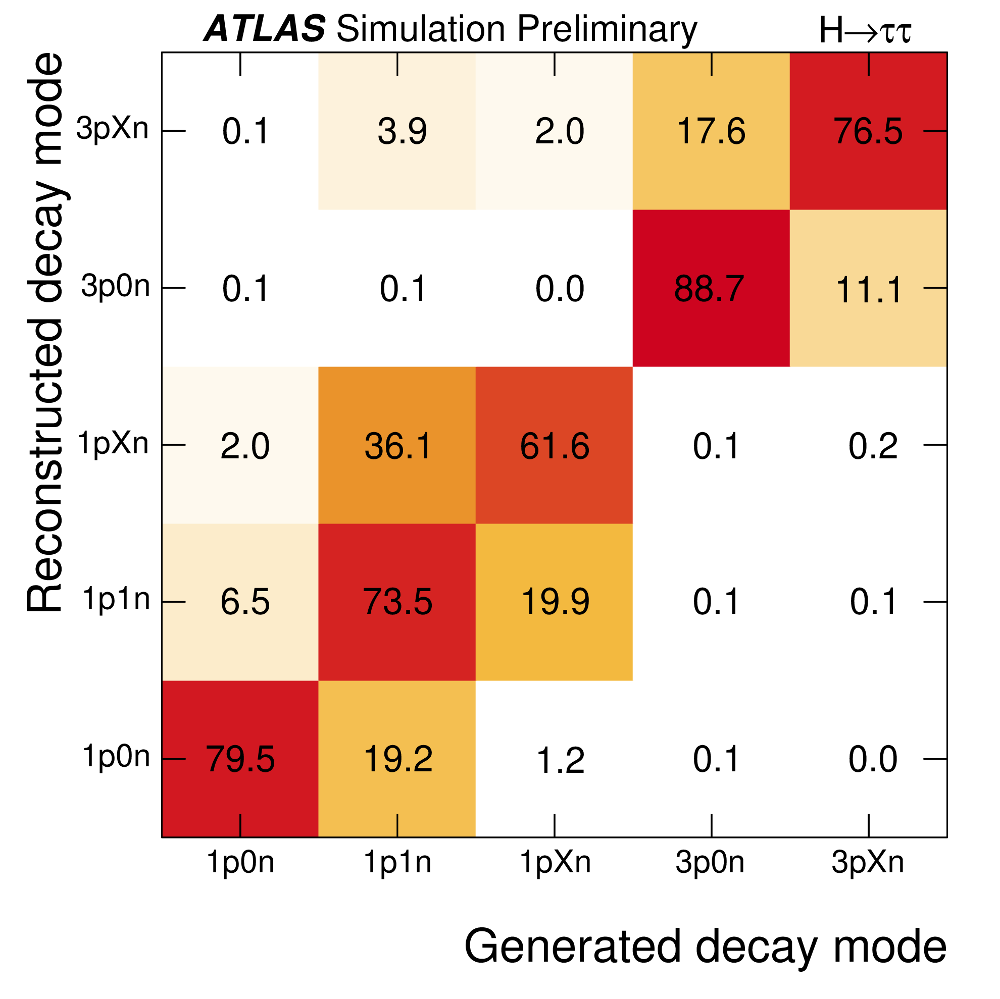 ATLAS Simulation Preliminary H→ττ
Reconstructed decay mode
3pXn 0.1 3.9 2.0 17.6 76.5
3p0n 0.1 0.1 0.0 88.7 11.1
1pXn 2.0 36.1 61.6 0.1 0.2
1p1n 6.5 73.5 19.9 0.1 0.1
1p0n 79.5 19.2 1.2 0.1 0.0
1p0n 1p1n 1pXn 3p0n 3pXn
Generated decay mode